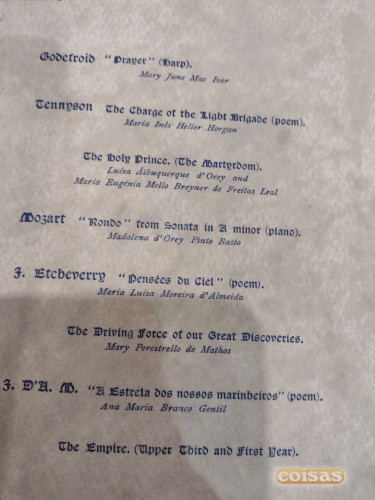 Godefroid "Prayer" (Harp).
Mary June Mac Ivor
Tennyson The Charge of the Light Brigade (poem).
Maria Inês Helier Horgan
The Holy Prince. (The Martyrdom).
Luiza Albuquerque d'Orey and
Maria Eugénia Mello Breyner de Freitas Leal
Mozart "Rondo" from Sonata in A minor (piano).
Madalena d'Orey Pinto Basto
J. Etcheverry "Pensées du Ciel" (poem).
Maria Luiza Moreira d'Almeida
The Driving Force of our Great Discoveries.
Mary Perestrello de Mathos
J. D'A. M. "A Estrela dos nossos marinheiros" (poem).
Ana Maria Branco Gentil
The Empire. (Upper Third and First Year).
coisas